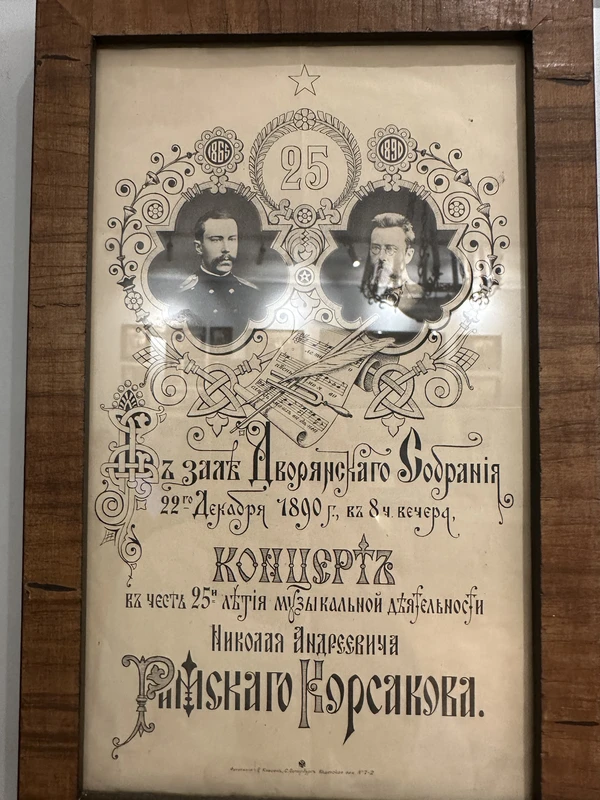 1865
25
1890
Въ залѣ Дворянскаго Собранія
22го Декабря 1890 г., въ 8 ч. вечера,
КОНЦЕРТЪ
въ честь 25и лѣтія музыкальной дѣятельности
Николая Андреевича
Римскаго Корсакова.